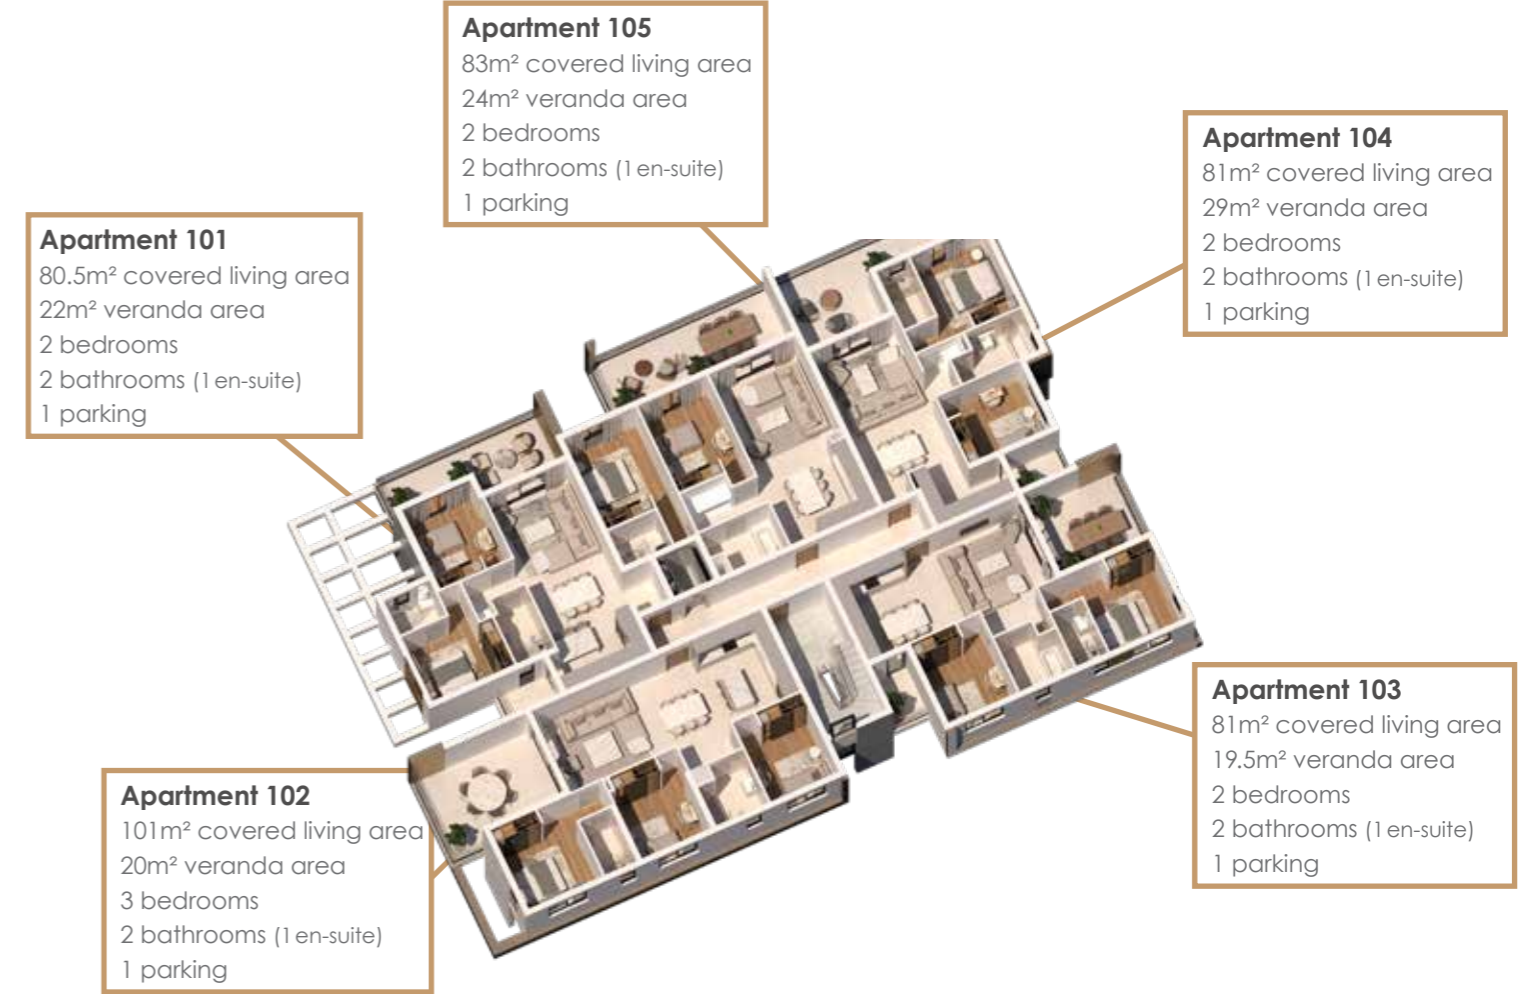 Apartment 105
83m² covered living area
24m² veranda area
2 bedrooms
2 bathrooms (1 en-suite)
1 parking
Apartment 104
81m² covered living area
29m² veranda area
2 bedrooms
2 bathrooms (1 en-suite)
1 parking
Apartment 101
80.5m² covered living area
22m² veranda area
2 bedrooms
2 bathrooms (1 en-suite)
1 parking
Apartment 103
81m² covered living area
19.5m² veranda area
2 bedrooms
2 bathrooms (1 en-suite)
1 parking
Apartment 102
101m² covered living area
20m² veranda area
3 bedrooms
2 bathrooms (1 en-suite)
1 parking